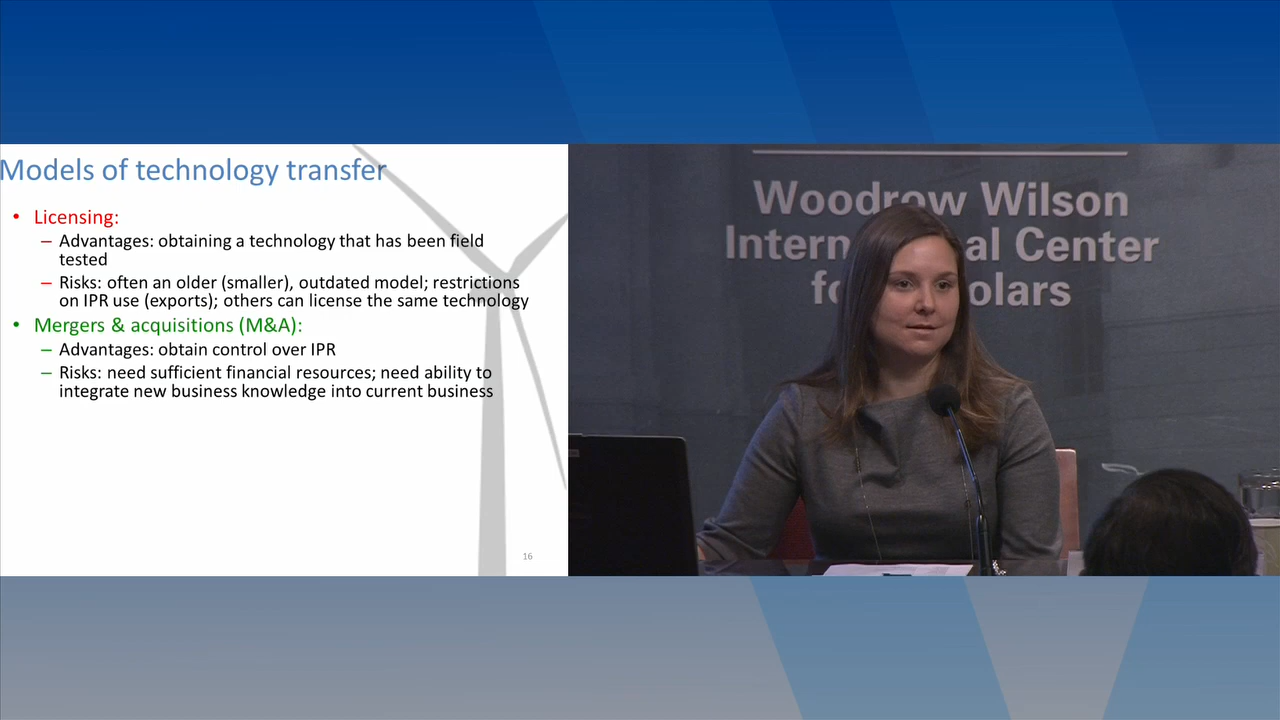 Models of technology transfer
• Licensing:
– Advantages: obtaining a technology that has been field
tested
– Risks: often an older (smaller), outdated model; restrictions
on IPR use (exports); others can license the same technology
• Mergers & acquisitions (M&A):
– Advantages: obtain control over IPR
– Risks: need sufficient financial resources; need ability to
integrate new business knowledge into current business
16
Woodrow Wilson
Intern al Center
fo olars